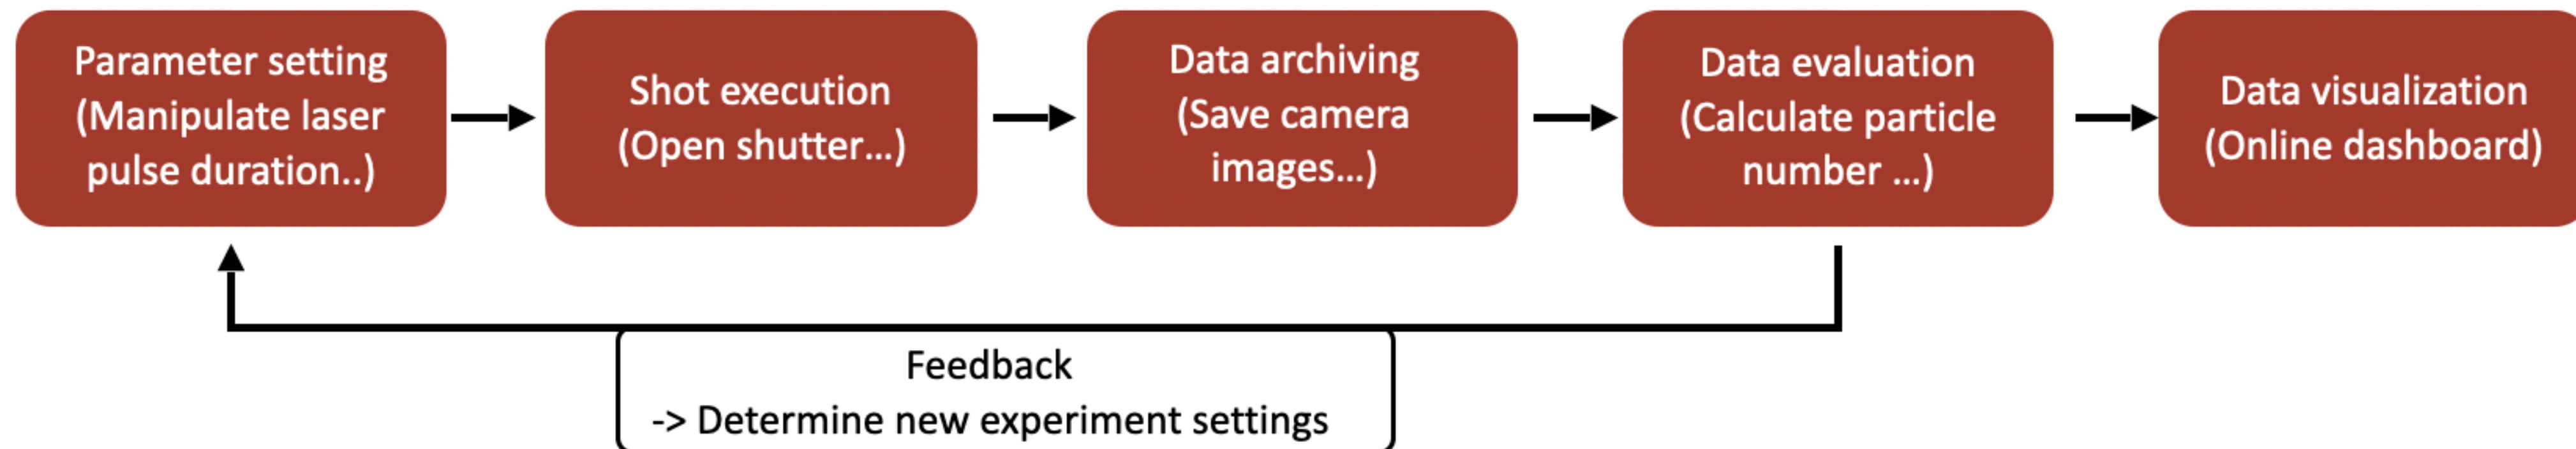 Parameter setting
(Manipulate laser
pulse duration..)
Shot execution
(Open shutter...)
Data archiving
(Save camera
images...)
Data evaluation
(Calculate particle
number ...)
Data visualization
(Online dashboard)
Feedback
-> Determine new experiment settings